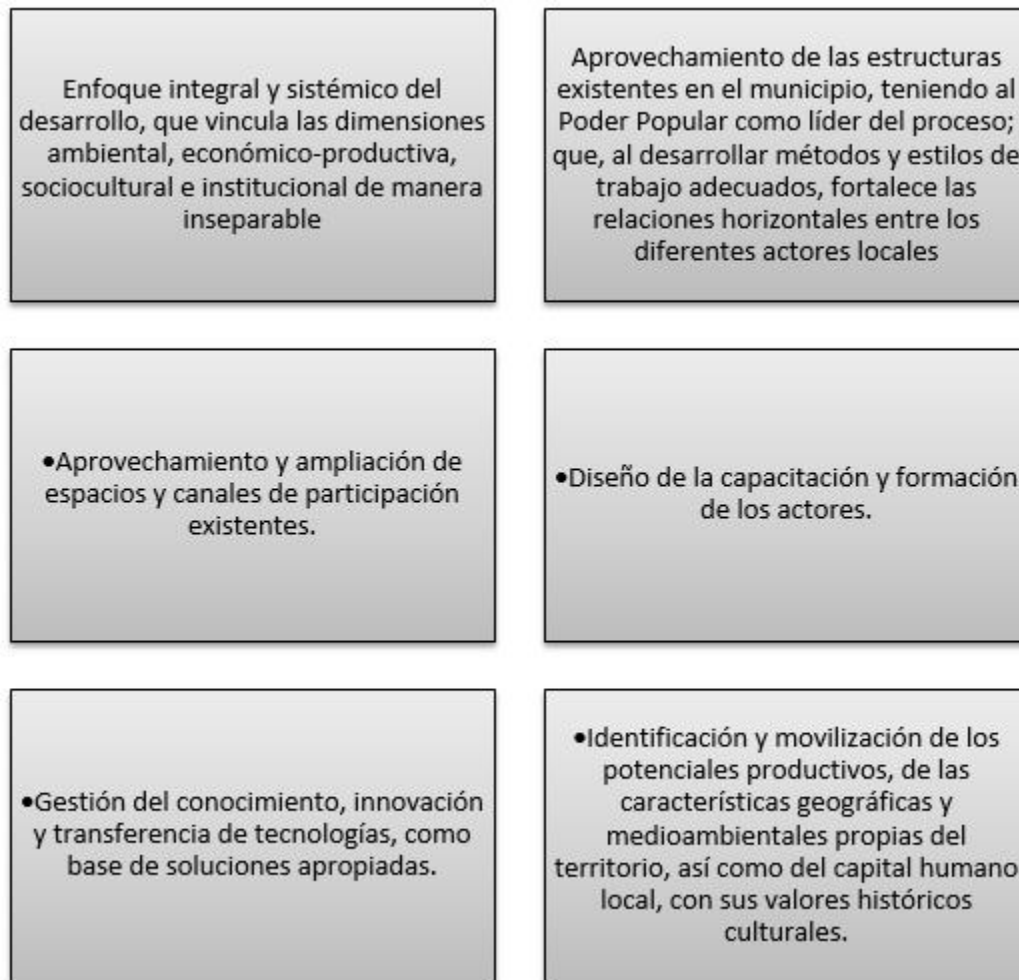 Enfoque integral y sistémico del
desarrollo, que vincula las dimensiones
ambiental, económico-productiva,
sociocultural e institucional de manera
inseparable
Aprovechamiento de las estructuras
existentes en el municipio, teniendo al
Poder Popular como líder del proceso;
que, al desarrollar métodos y estilos de
trabajo adecuados, fortalece las
relaciones horizontales entre los
diferentes actores locales
•Aprovechamiento y ampliación de
espacios y canales de participación
existentes.
•Diseño de la capacitación y formación
de los actores.
•Gestión del conocimiento, innovación
y transferencia de tecnologías, como
base de soluciones apropiadas.
•Identificación y movilización de los
potenciales productivos, de las
características geográficas y
medioambientales propias del
territorio, así como del capital humano
local, con sus valores históricos
culturales.